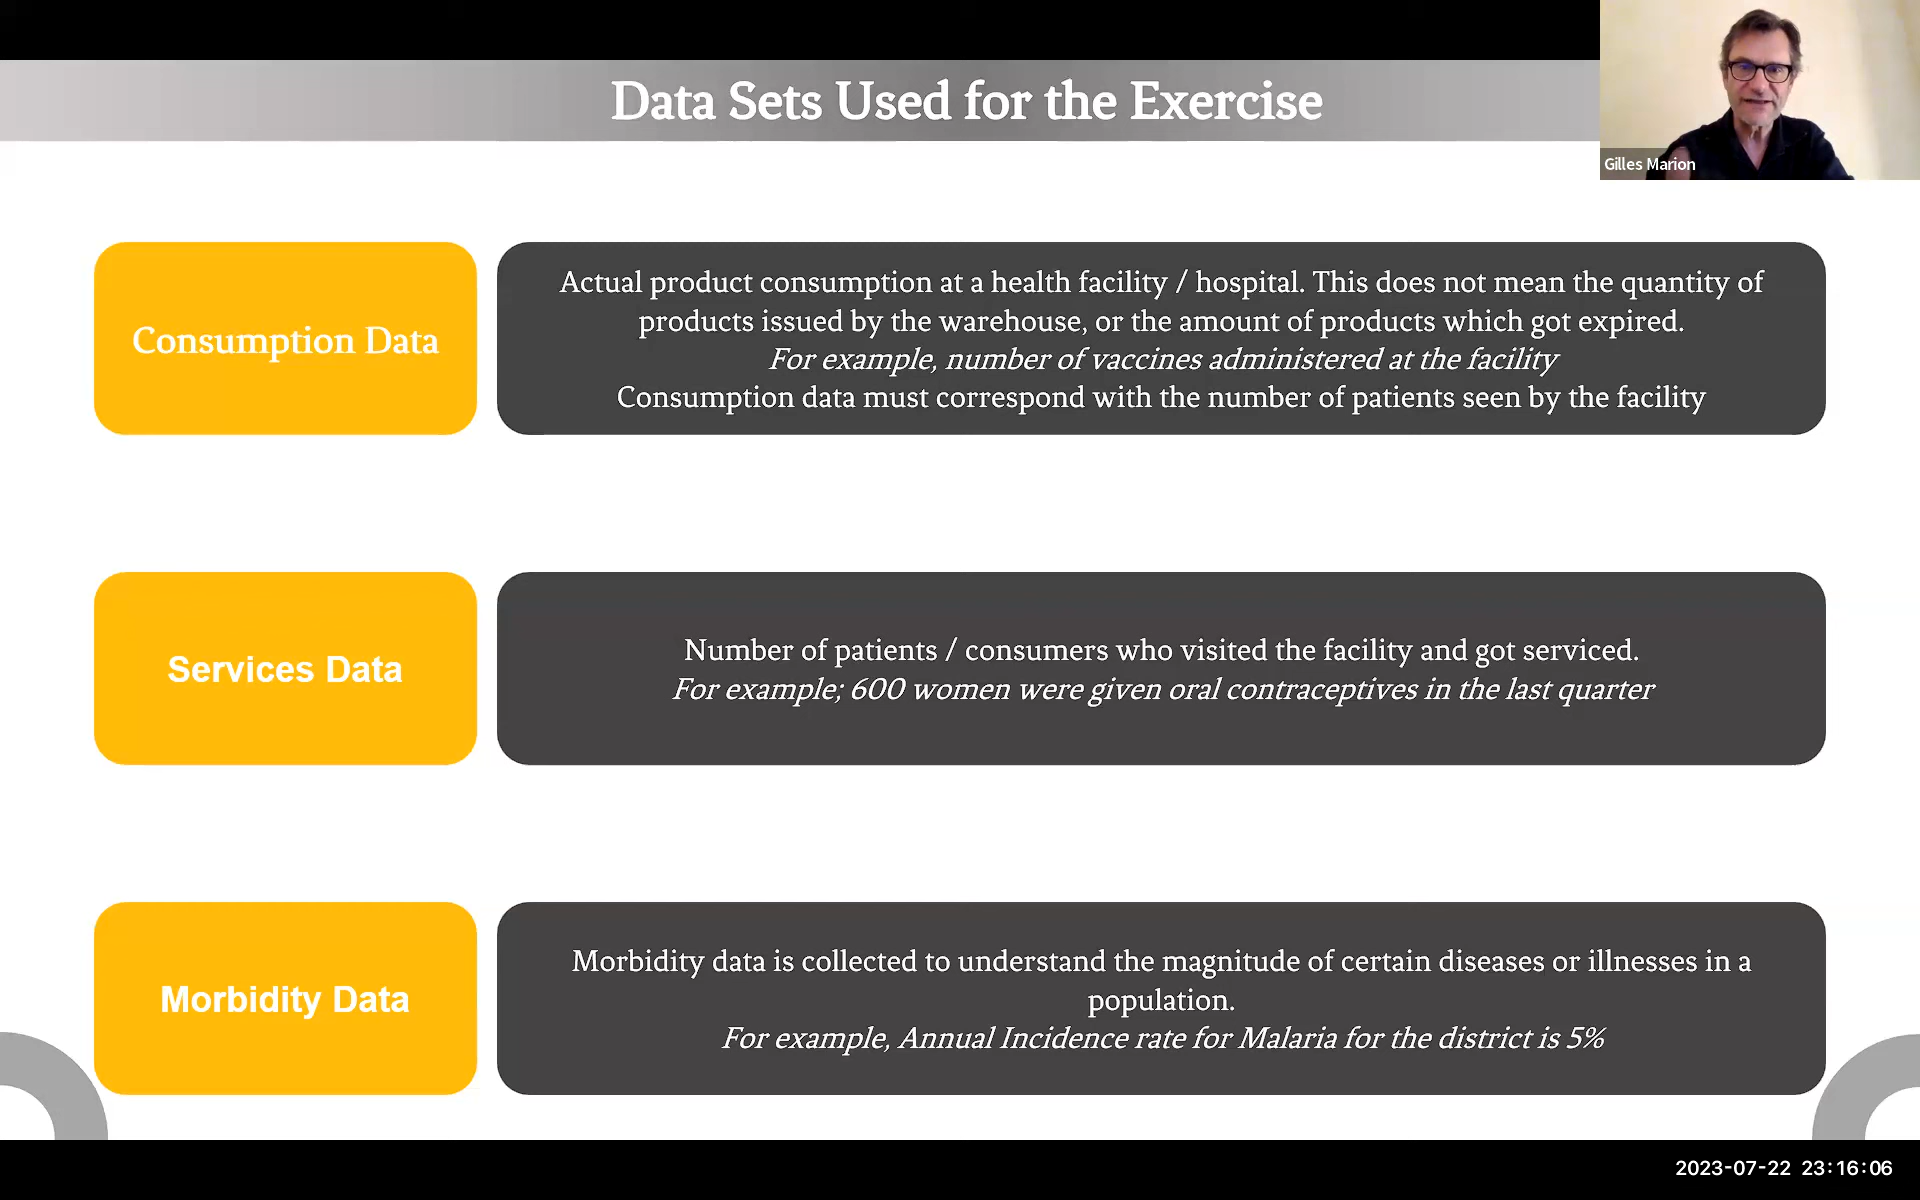 Data Sets Used for the Exercise
Gilles Marion
Consumption Data
Actual product consumption at a health facility / hospital. This does not mean the quantity of
products issued by the warehouse, or the amount of products which got expired.
For example, number of vaccines administered at the facility
Consumption data must correspond with the number of patients seen by the facility
Services Data
Number of patients / consumers who visited the facility and got serviced.
For example; 600 women were given oral contraceptives in the last quarter
Morbidity Data
Morbidity data is collected to understand the magnitude of certain diseases or illnesses in a
population.
For example, Annual Incidence rate for Malaria for the district is 5%
2023-07-22 23:16:06